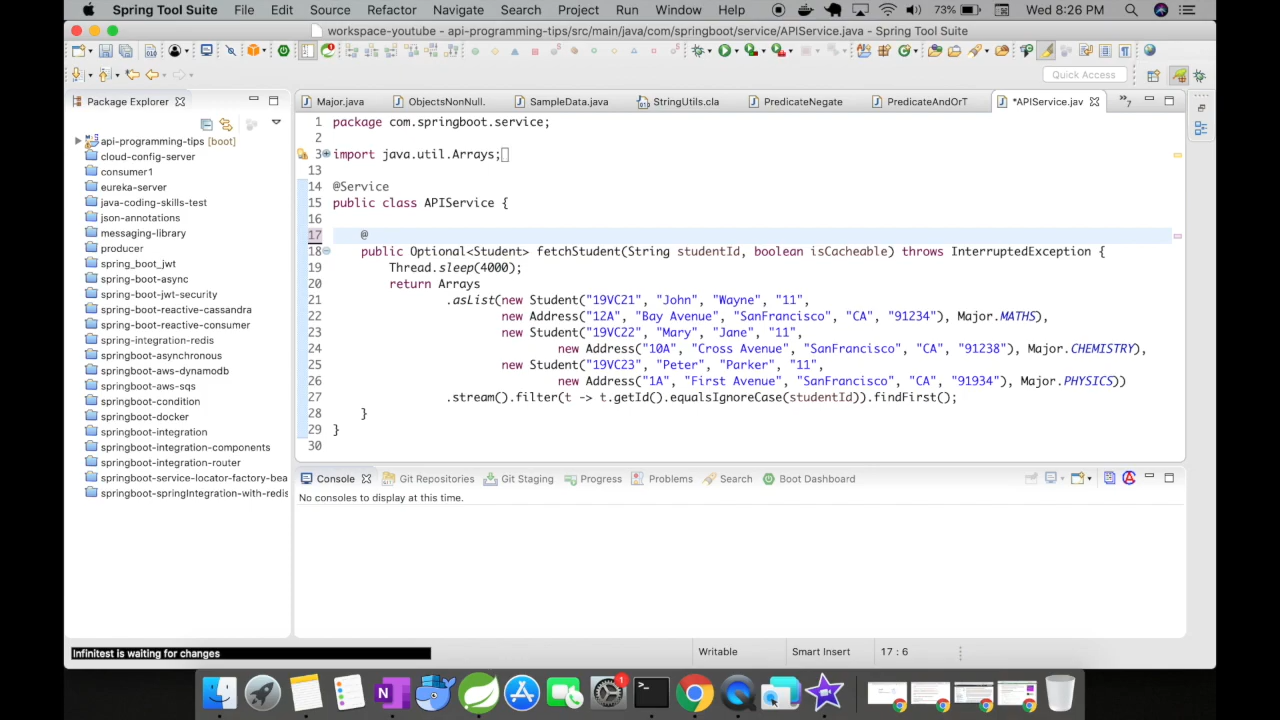 Spring Tool Suite File Edit Source Refactor Navigate Search Project Run Window Help 73% Wed 8:26 PM
workspace-youtube - api-programming-tips/src/main/java/com/springboot/service/APIService.java - Spring Tool Suite
Quick Access
Package Explorer
Major.java ObjectsNonNull. SampleData.java StringUtils.cla PredicateNegate PredicateAndOrT *APIService.jav »7
api-programming-tips [boot]
cloud-config-server
consumer1
eureka-server
java-coding-skills-test
json-annotations
messaging-library
producer
spring_boot_jwt
spring-boot-async
spring-boot-jwt-security
spring-boot-reactive-cassandra
spring-boot-reactive-consumer
spring-integration-redis
springboot-asynchronous
springboot-aws-dynamodb
springboot-aws-sqs
springboot-condition
springboot-docker
springboot-integration
springboot-integration-components
springboot-integration-router
springboot-service-locator-factory-bea
springboot-springIntegration-with-redis
1 package com.springboot.service;
2
3 import java.util.Arrays;
13
14 @Service
15 public class APIService {
16
17 @
18 public Optional<Student> fetchStudent(String studentId, boolean isCacheable) throws InterruptedException {
19 Thread.sleep(4000);
20 return Arrays
21 .asList(new Student("19VC21", "John", "Wayne", "11",
22 new Address("12A", "Bay Avenue", "SanFrancisco", "CA", "91234"), Major.MATHS),
23 new Student("19VC22", "Mary", "Jane", "11",
24 new Address("10A", "Cross Avenue", "SanFrancisco", "CA", "91238"), Major.CHEMISTRY),
25 new Student("19VC23", "Peter", "Parker", "11",
26 new Address("1A", "First Avenue", "SanFrancisco", "CA", "91934"), Major.PHYSICS))
27 .stream().filter(t -> t.getId().equalsIgnoreCase(studentId)).findFirst();
28 }
29 }
30
Console Git Repositories Git Staging Progress Problems Search Boot Dashboard
No consoles to display at this time.
Infinitest is waiting for changes Writable Smart Insert 17 : 6
1